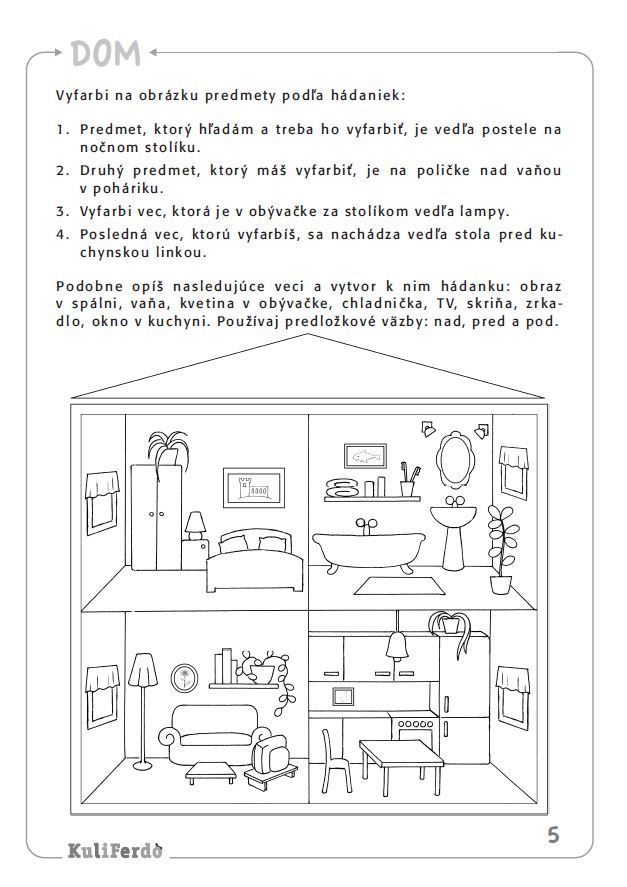 DOM
Vyfarbi na obrázku predmety podľa hádaniek:
1. Predmet, ktorý hľadám a treba ho vyfarbiť, je vedľa postele na
nočnom stolíku.
2. Druhý predmet, ktorý máš vyfarbiť, je na poličke nad vaňou
v poháriku.
3. Vyfarbi vec, ktorá je v obývačke za stolíkom vedľa lampy.
4. Posledná vec, ktorú vyfarbíš, sa nachádza vedľa stola pred ku-
chynskou linkou.
Podobne opíš nasledujúce veci a vytvor k nim hádanku: obraz
v spálni, vaňa, kvetina v obývačke, chladnička, TV, skriňa, zrka-
dlo, okno v kuchyni. Používaj predložkové väzby: nad, pred a pod.
5
KuliFerdo